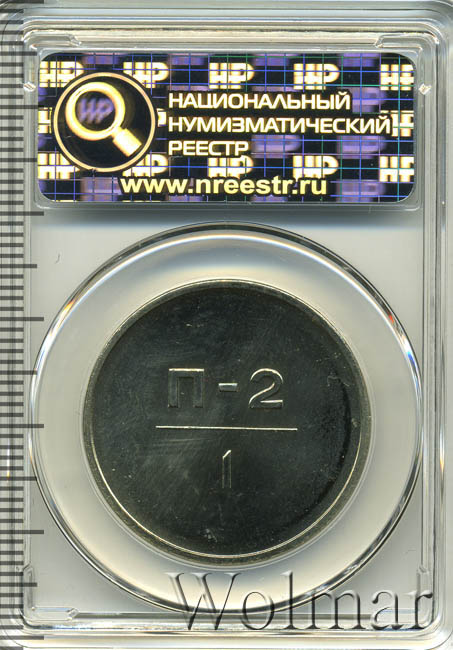 НР НР НР НР НР
НР
НАЦИОНАЛЬНЫЙ
НУМИЗМАТИЧЕСКИЙ
РЕЕСТР
www.nreestr.ru
П-2
1
Wolmar